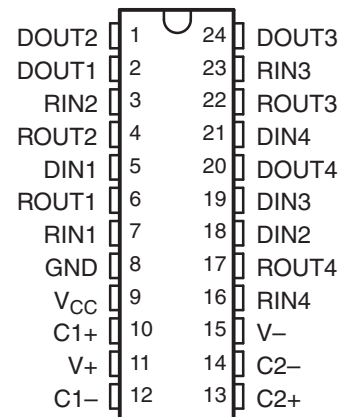 DOUT2 1 24 DOUT3
DOUT1 2 23 RIN3
RIN2 3 22 ROUT3
ROUT2 4 21 DIN4
DIN1 5 20 DOUT4
ROUT1 6 19 DIN3
RIN1 7 18 DIN2
GND 8 17 ROUT4
VCC 9 16 RIN4
C1+ 10 15 V−
V+ 11 14 C2−
C1− 12 13 C2+